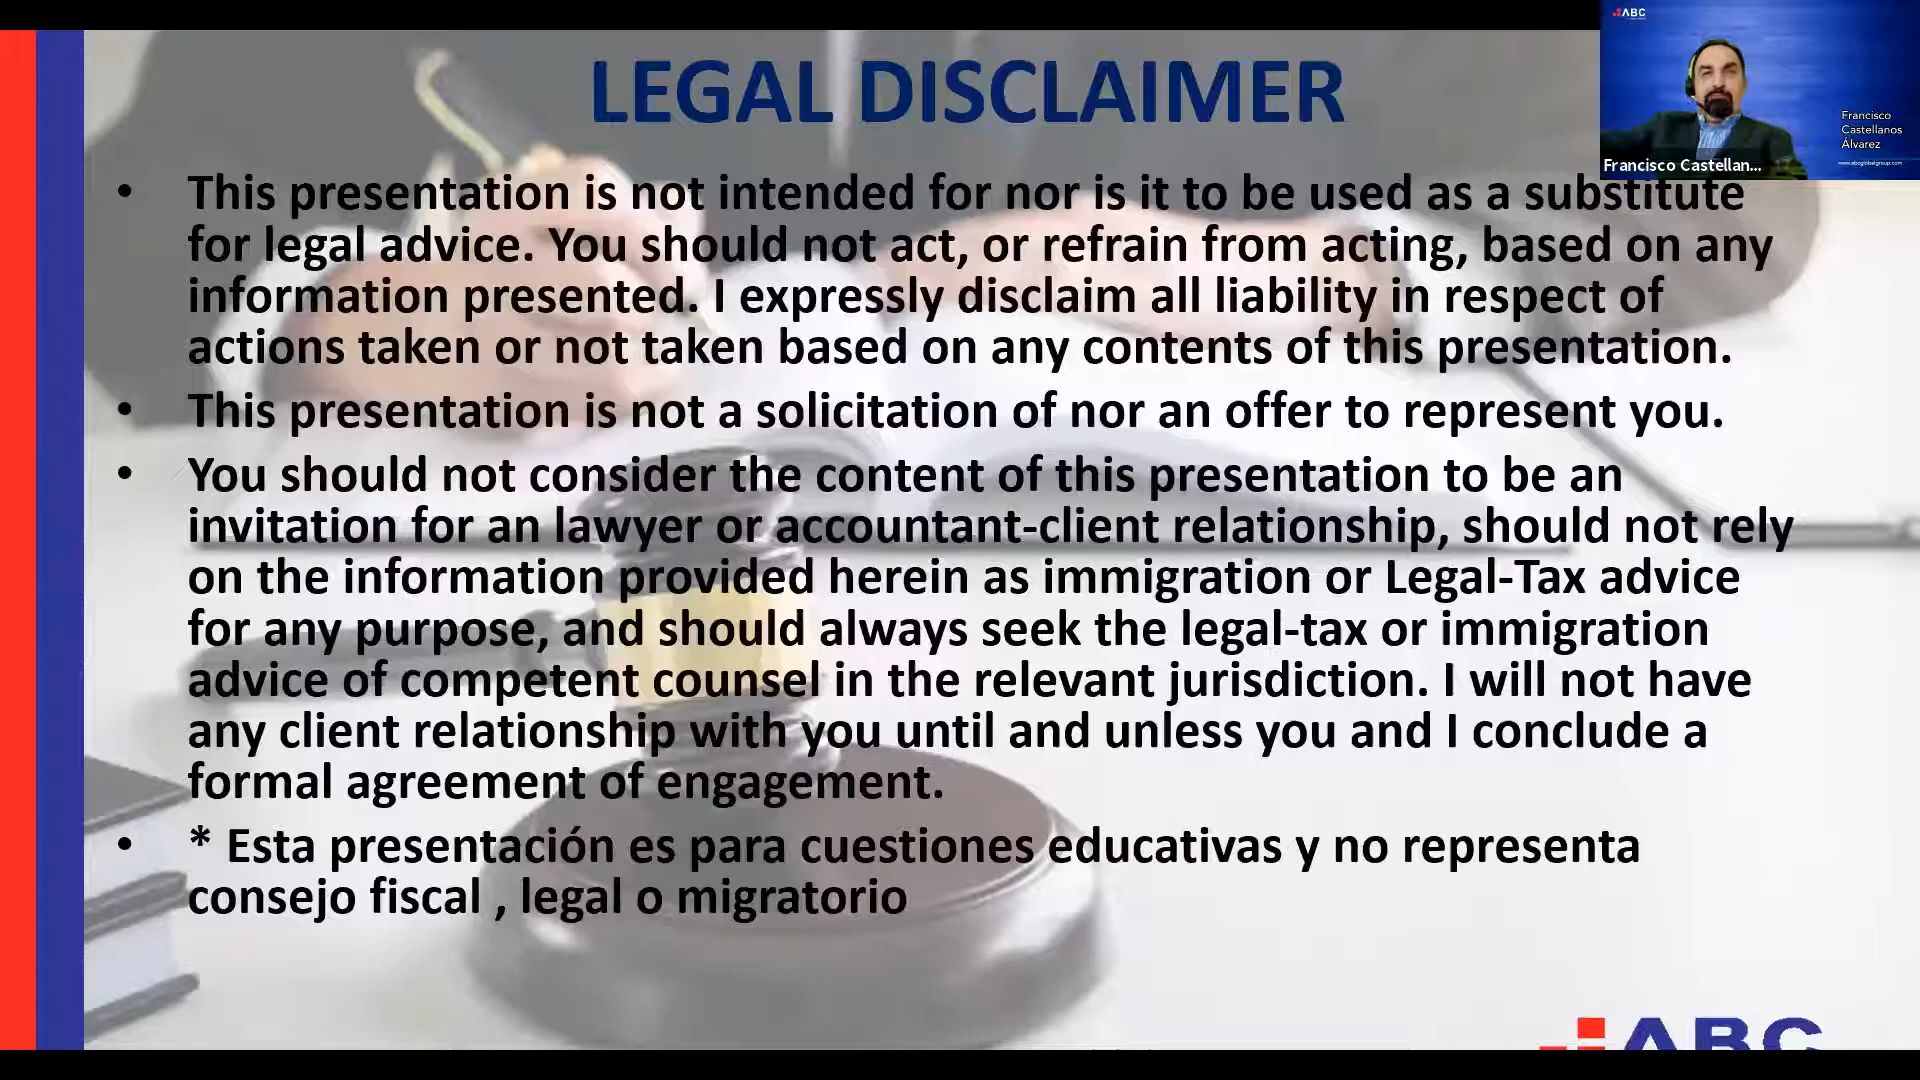 LEGAL DISCLAIMER
ABC
Francisco
Castellanos
Álvarez
www.abcglobalgroup.com
Francisco Castellan...
• This presentation is not intended for nor is it to be used as a substitute
for legal advice. You should not act, or refrain from acting, based on any
information presented. I expressly disclaim all liability in respect of
actions taken or not taken based on any contents of this presentation.
• This presentation is not a solicitation of nor an offer to represent you.
• You should not consider the content of this presentation to be an
invitation for an lawyer or accountant-client relationship, should not rely
on the information provided herein as immigration or Legal-Tax advice
for any purpose, and should always seek the legal-tax or immigration
advice of competent counsel in the relevant jurisdiction. I will not have
any client relationship with you until and unless you and I conclude a
formal agreement of engagement.
• * Esta presentación es para cuestiones educativas y no representa
consejo fiscal , legal o migratorio
ABC